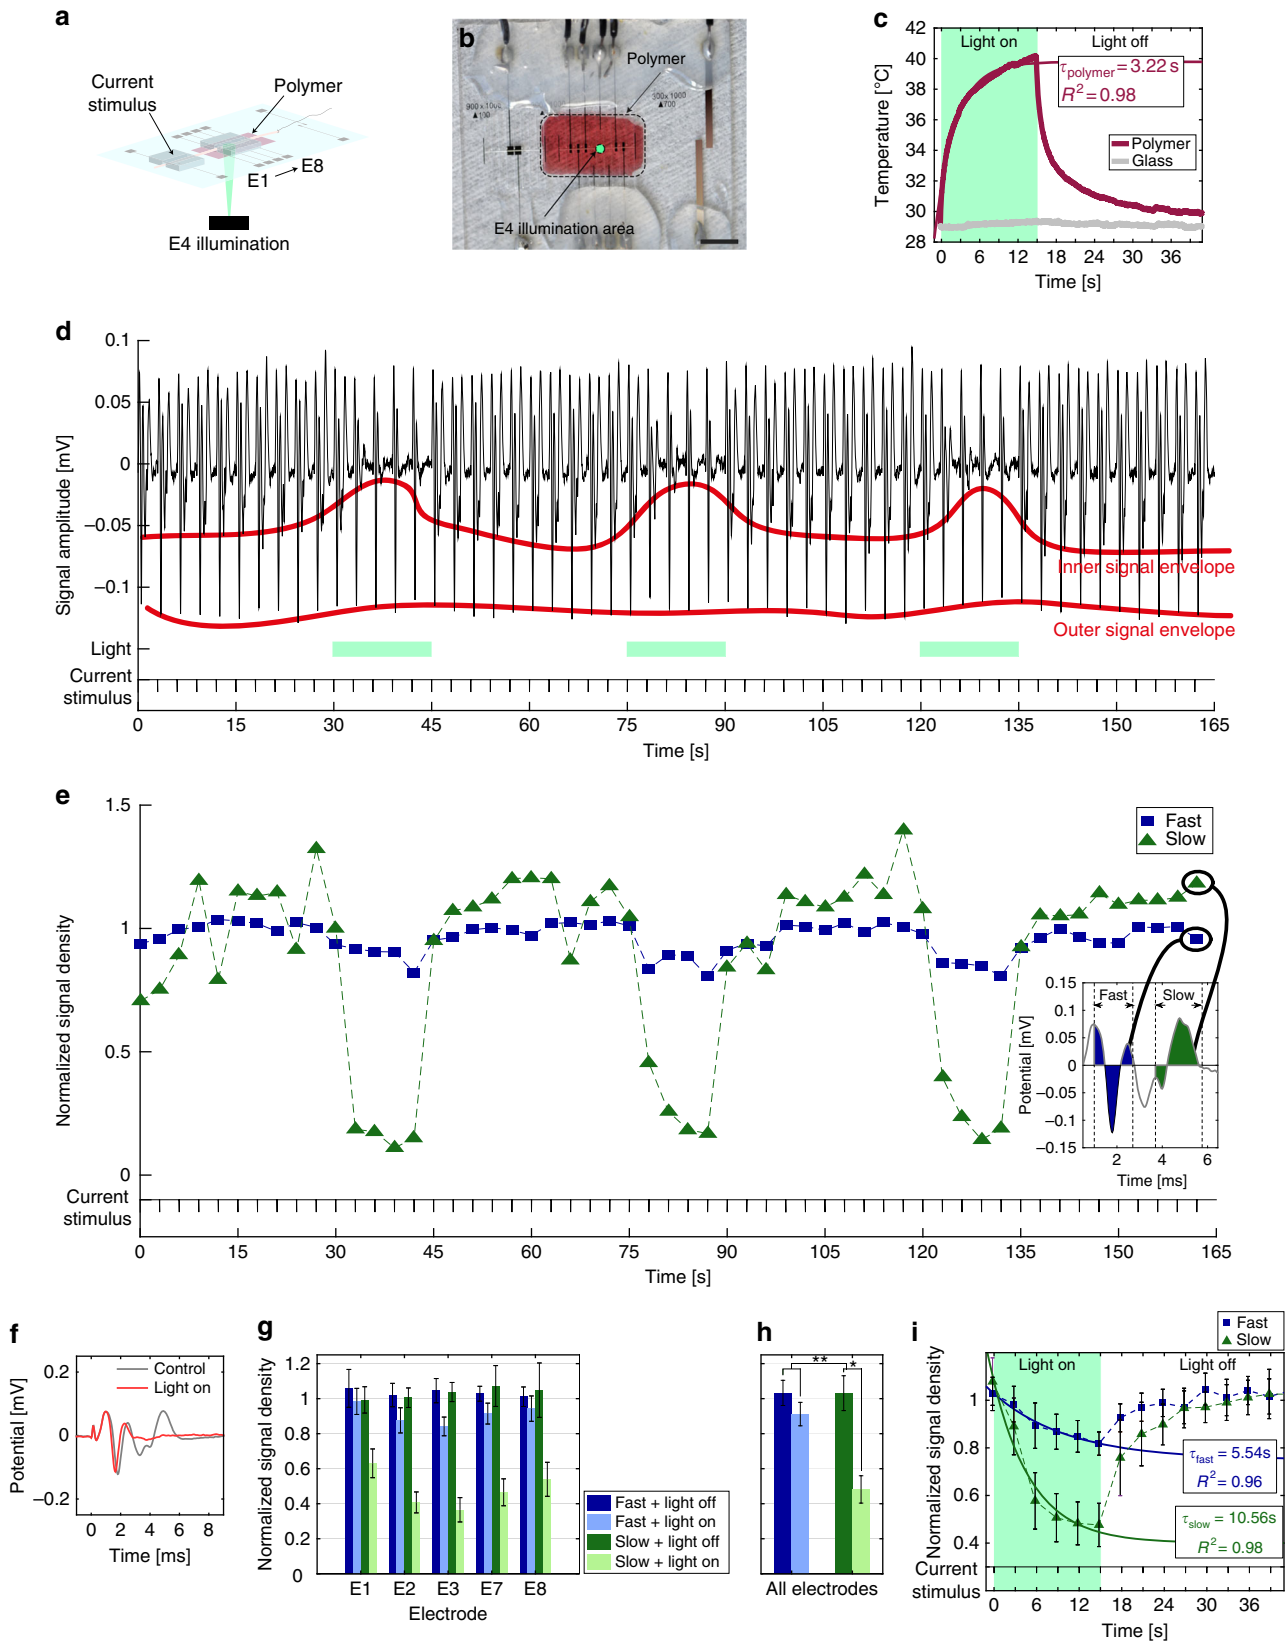 a
Current
stimulus
Polymer
E1
E8
E4 illumination
b
Polymer
900 x 1000
▲100
300 x 1000
▲700
E4 illumination area
c
Temperature [°C]
42
40
38
36
34
32
30
28
Light on
Light off
τpolymer = 3.22 s
R² = 0.98
Polymer
Glass
0 6 12 18 24 30 36
Time [s]
d
Signal amplitude [mV]
0.1
0.05
0
−0.05
−0.1
Inner signal envelope
Outer signal envelope
Light
Current
stimulus
0 15 30 45 60 75 90 105 120 135 150 165
Time [s]
e
Normalized signal density
1.5
1
0.5
0
Fast
Slow
Potential [mV]
0.15
0.1
0.05
0
−0.05
−0.1
−0.15
Fast
Slow
2 4 6
Time [ms]
Current
stimulus
0 15 30 45 60 75 90 105 120 135 150 165
Time [s]
f
Potential [mV]
0.2
0
−0.2
Control
Light on
0 2 4 6 8
Time [ms]
g
Normalized signal density
1.2
1
0.8
0.6
0.4
0.2
0
E1 E2 E3 E7 E8
Electrode
Fast + light off
Fast + light on
Slow + light off
Slow + light on
h
**
*
All electrodes
i
Fast
Slow
Normalized signal density
1
0.8
0.6
0.4
Light on
Light off
τfast = 5.54s
R² = 0.96
τslow = 10.56s
R² = 0.98
Current
stimulus
0 6 12 18 24 30 36
Time [s]